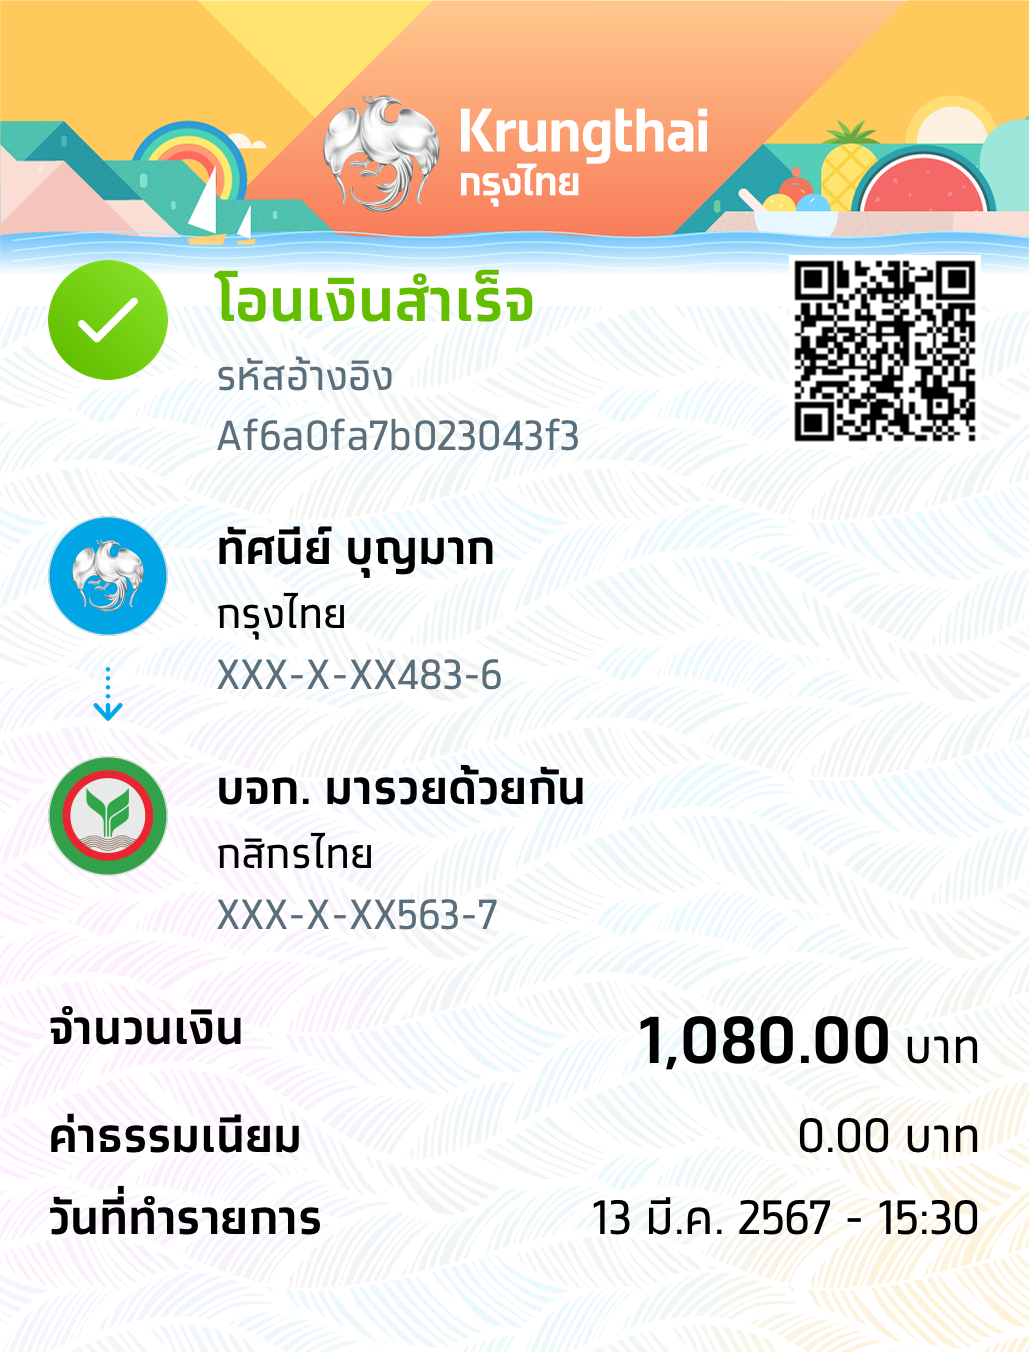 Krungthai
กรุงไทย
โอนเงินสำเร็จ
รหัสอ้างอิง
Af6a0fa7b023043f3
ทัศนีย์ บุญมาก
กรุงไทย
XXX-X-XX483-6
บจก. มารวยด้วยกัน
กสิกรไทย
XXX-X-XX563-7
จำนวนเงิน 1,080.00 บาท
ค่าธรรมเนียม 0.00 บาท
วันที่ทำรายการ 13 มี.ค. 2567 - 15:30